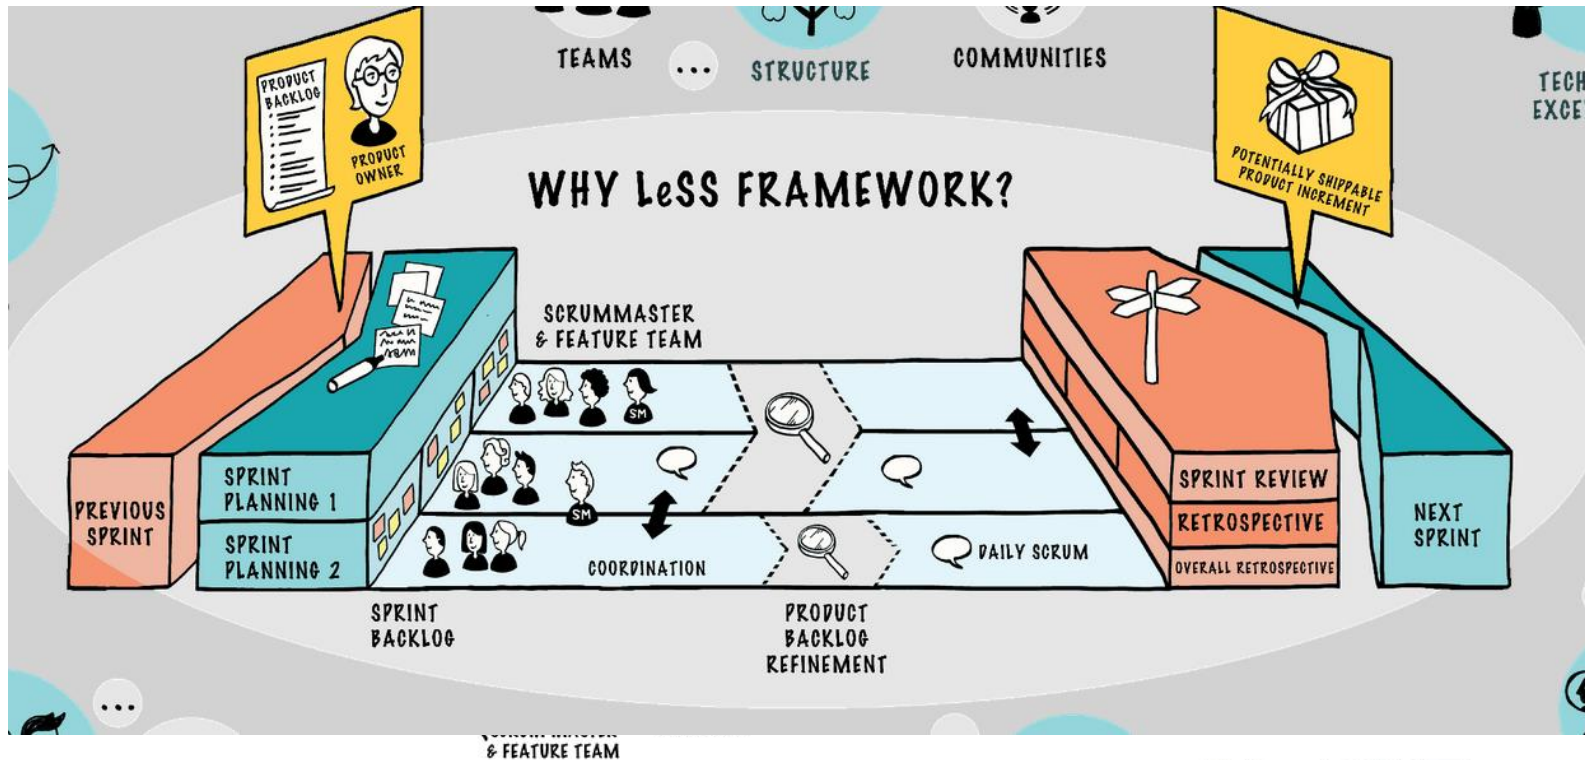 TEAMS
...
STRUCTURE
COMMUNITIES
TECH
EXCE
PRODUCT
BACKLOG
PRODUCT
OWNER
POTENTIALLY SHIPPABLE
PRODUCT INCREMENT
WHY LeSS FRAMEWORK?
SCRUMMASTER
& FEATURE TEAM
SM
SM
PREVIOUS
SPRINT
SPRINT
PLANNING 1
SPRINT
PLANNING 2
COORDINATION
DAILY SCRUM
SPRINT REVIEW
RETROSPECTIVE
OVERALL RETROSPECTIVE
NEXT
SPRINT
SPRINT
BACKLOG
PRODUCT
BACKLOG
REFINEMENT
...
& FEATURE TEAM